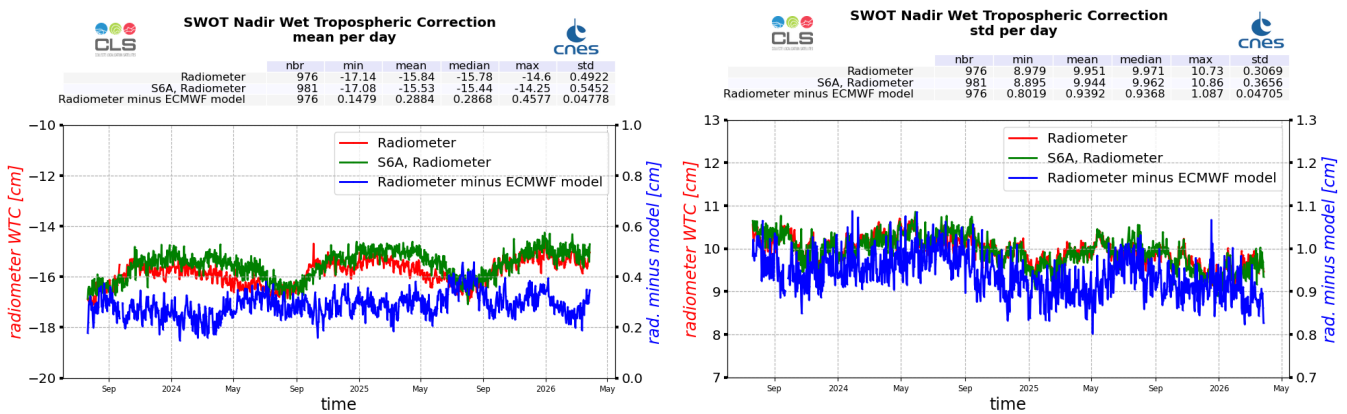 SWOT Nadir Wet Tropospheric Correction
mean per day
CLS
cnes
nbr min mean median max std
Radiometer 976 -17.14 -15.84 -15.78 -14.6 0.4922
S6A, Radiometer 981 -17.08 -15.53 -15.44 -14.25 0.5452
Radiometer minus ECMWF model 976 0.1479 0.2884 0.2868 0.4577 0.04778
Radiometer
S6A, Radiometer
Radiometer minus ECMWF model
radiometer WTC [cm]
−10
−12
−14
−16
−18
−20
1.0
0.8
0.6
0.4
0.2
0.0
rad. minus model [cm]
Sep 2024 May Sep 2025 May Sep 2026 May
time
SWOT Nadir Wet Tropospheric Correction
std per day
CLS
cnes
nbr min mean median max std
Radiometer 976 8.979 9.951 9.971 10.73 0.3069
S6A, Radiometer 981 8.895 9.944 9.962 10.86 0.3656
Radiometer minus ECMWF model 976 0.8019 0.9392 0.9368 1.087 0.04705
Radiometer
S6A, Radiometer
Radiometer minus ECMWF model
radiometer WTC [cm]
13
12
11
10
9
8
7
1.3
1.2
1.1
1.0
0.9
0.8
0.7
rad. minus model [cm]
Sep 2024 May Sep 2025 May Sep 2026 May
time